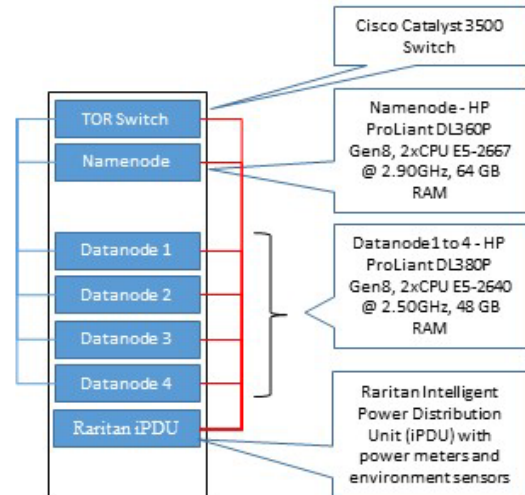 Cisco Catalyst 3500
Switch
TOR Switch
Namenode
Namenode - HP
ProLiant DL360P
Gen8, 2xCPU E5-2667
@ 2.90GHz, 64 GB
RAM
Datanode 1
Datanode 2
Datanode 3
Datanode 4
Datanode1 to 4 - HP
ProLiant DL380P
Gen8, 2xCPU E5-2640
@ 2.50GHz, 48 GB
RAM
Raritan iPDU
Raritan Intelligent
Power Distribution
Unit (iPDU) with
power meters and
environment sensors